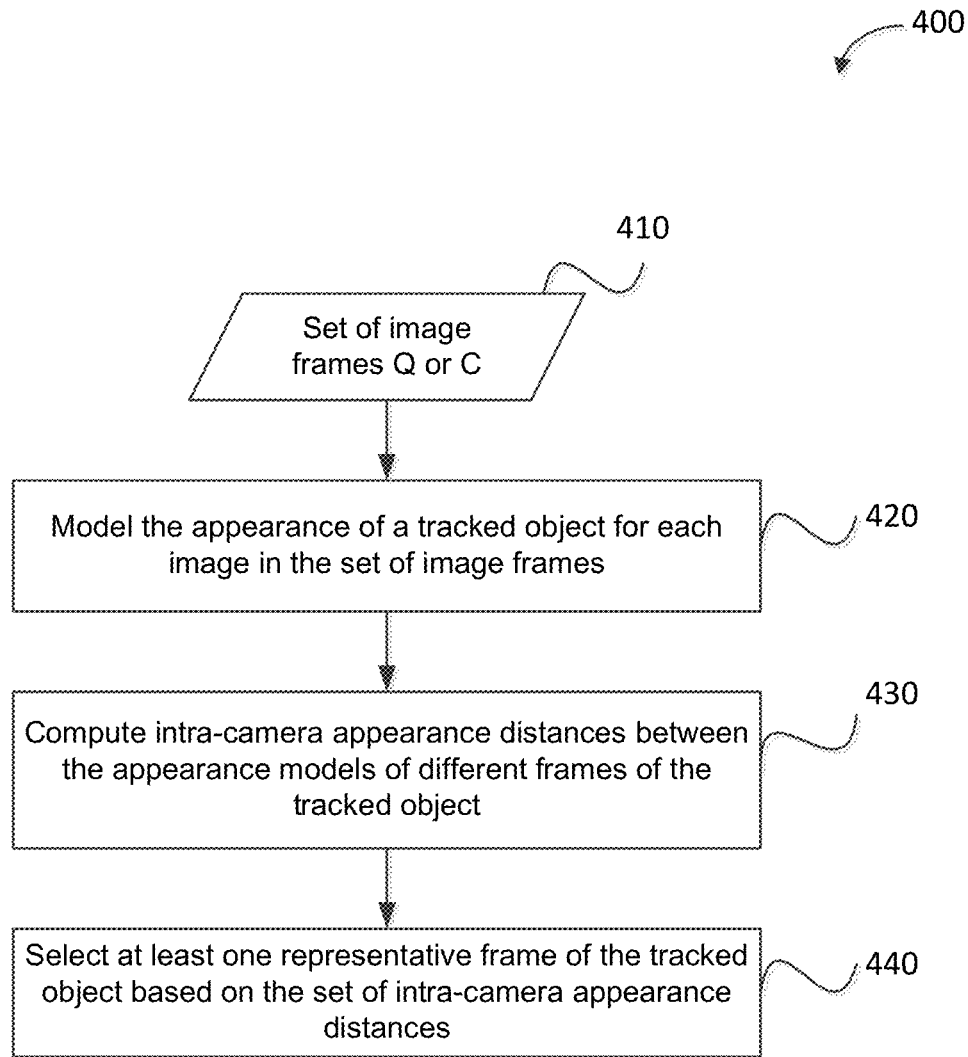 400
410
Set of image
frames Q or C
Model the appearance of a tracked object for each
image in the set of image frames
420
Compute intra-camera appearance distances between
the appearance models of different frames of the
tracked object
430
Select at least one representative frame of the tracked
object based on the set of intra-camera appearance
distances
440